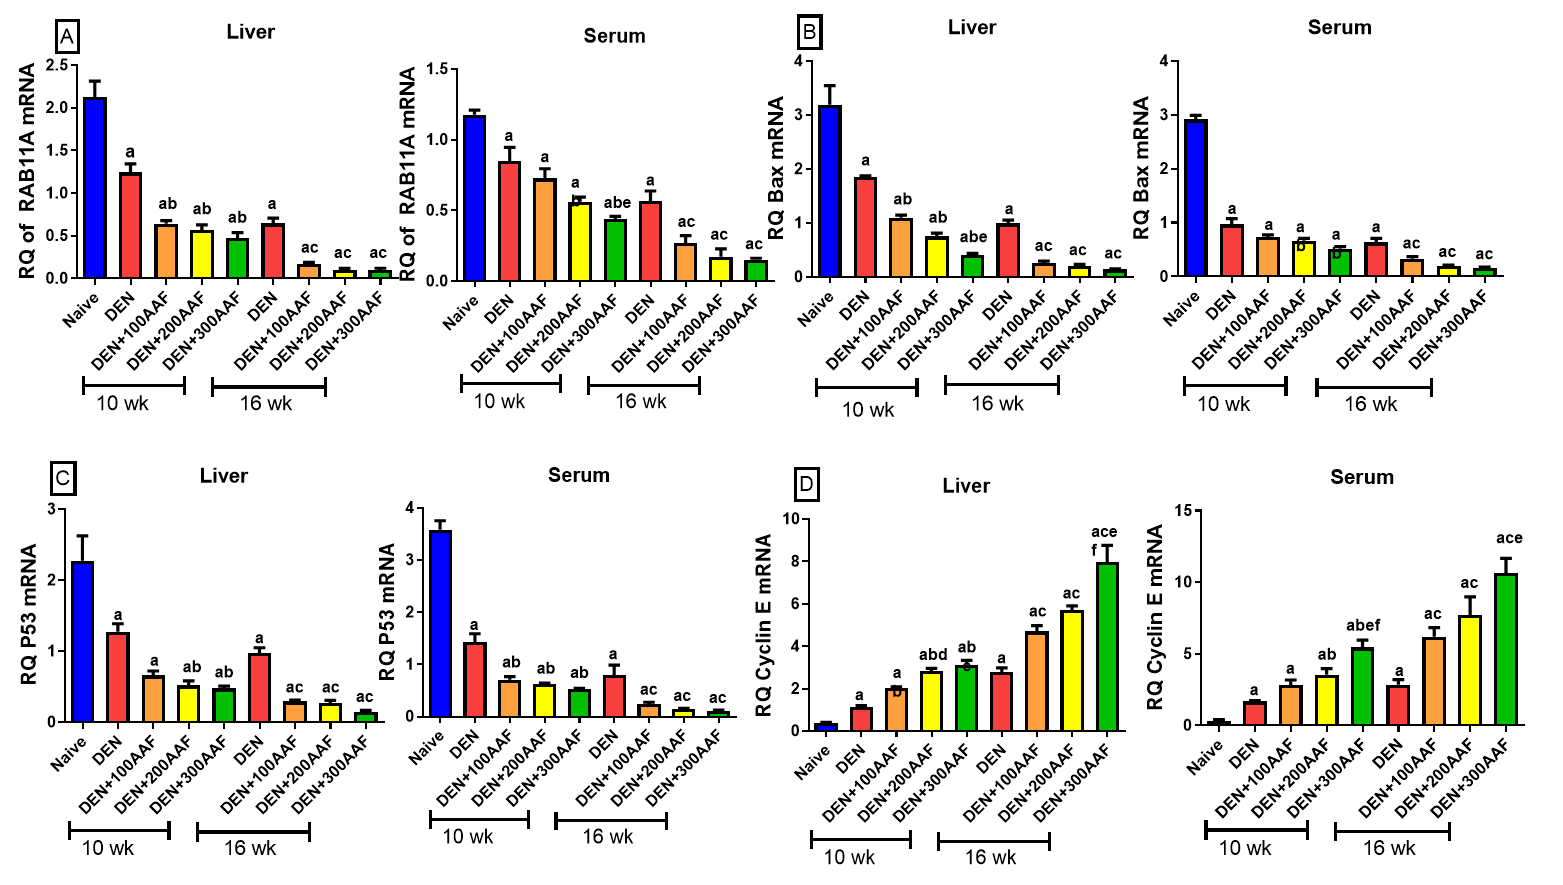 A
Liver
RQ of RAB11A mRNA
2.5
2.0
1.5
1.0
0.5
0.0
a
ab
ab
ab
a
ac
ac
ac
Naive
DEN
DEN+100AAF
DEN+200AAF
DEN+300AAF
DEN
DEN+100AAF
DEN+200AAF
DEN+300AAF
10 wk
16 wk
Serum
RQ of RAB11A mRNA
1.5
1.0
0.5
0.0
a
a
a
b
abe
a
ac
ac
ac
Naive
DEN
DEN+100AAF
DEN+200AAF
DEN+300AAF
DEN
DEN+100AAF
DEN+200AAF
DEN+300AAF
10 wk
16 wk
B
Liver
RQ Bax mRNA
4
3
2
1
0
a
ab
ab
abe
a
ac
ac
ac
Naive
DEN
DEN+100AAF
DEN+200AAF
DEN+300AAF
DEN
DEN+100AAF
DEN+200AAF
DEN+300AAF
10 wk
16 wk
Serum
RQ Bax mRNA
4
3
2
1
0
a
a
a
b
a
b
a
ac
ac
ac
Naive
DEN
DEN+100AAF
DEN+200AAF
DEN+300AAF
DEN
DEN+100AAF
DEN+200AAF
DEN+300AAF
10 wk
16 wk
C
Liver
RQ P53 mRNA
3
2
1
0
a
a
ab
ab
a
ac
ac
ac
Naive
DEN
DEN+100AAF
DEN+200AAF
DEN+300AAF
DEN
DEN+100AAF
DEN+200AAF
DEN+300AAF
10 wk
16 wk
Serum
RQ P53 mRNA
4
3
2
1
0
a
ab
ab
ab
a
ac
ac
ac
Naive
DEN
DEN+100AAF
DEN+200AAF
DEN+300AAF
DEN
DEN+100AAF
DEN+200AAF
DEN+300AAF
10 wk
16 wk
D
Liver
RQ Cyclin E mRNA
10
8
6
4
2
0
a
a
b
abd
ab
e
a
ac
ac
ace
f
Naive
DEN
DEN+100AAF
DEN+200AAF
DEN+300AAF
DEN
DEN+100AAF
DEN+200AAF
DEN+300AAF
10 wk
16 wk
Serum
RQ Cyclin E mRNA
15
10
5
0
a
a
ab
abef
a
ac
ac
ace
Naive
DEN
DEN+100AAF
DEN+200AAF
DEN+300AAF
DEN
DEN+100AAF
DEN+200AAF
DEN+300AAF
10 wk
16 wk